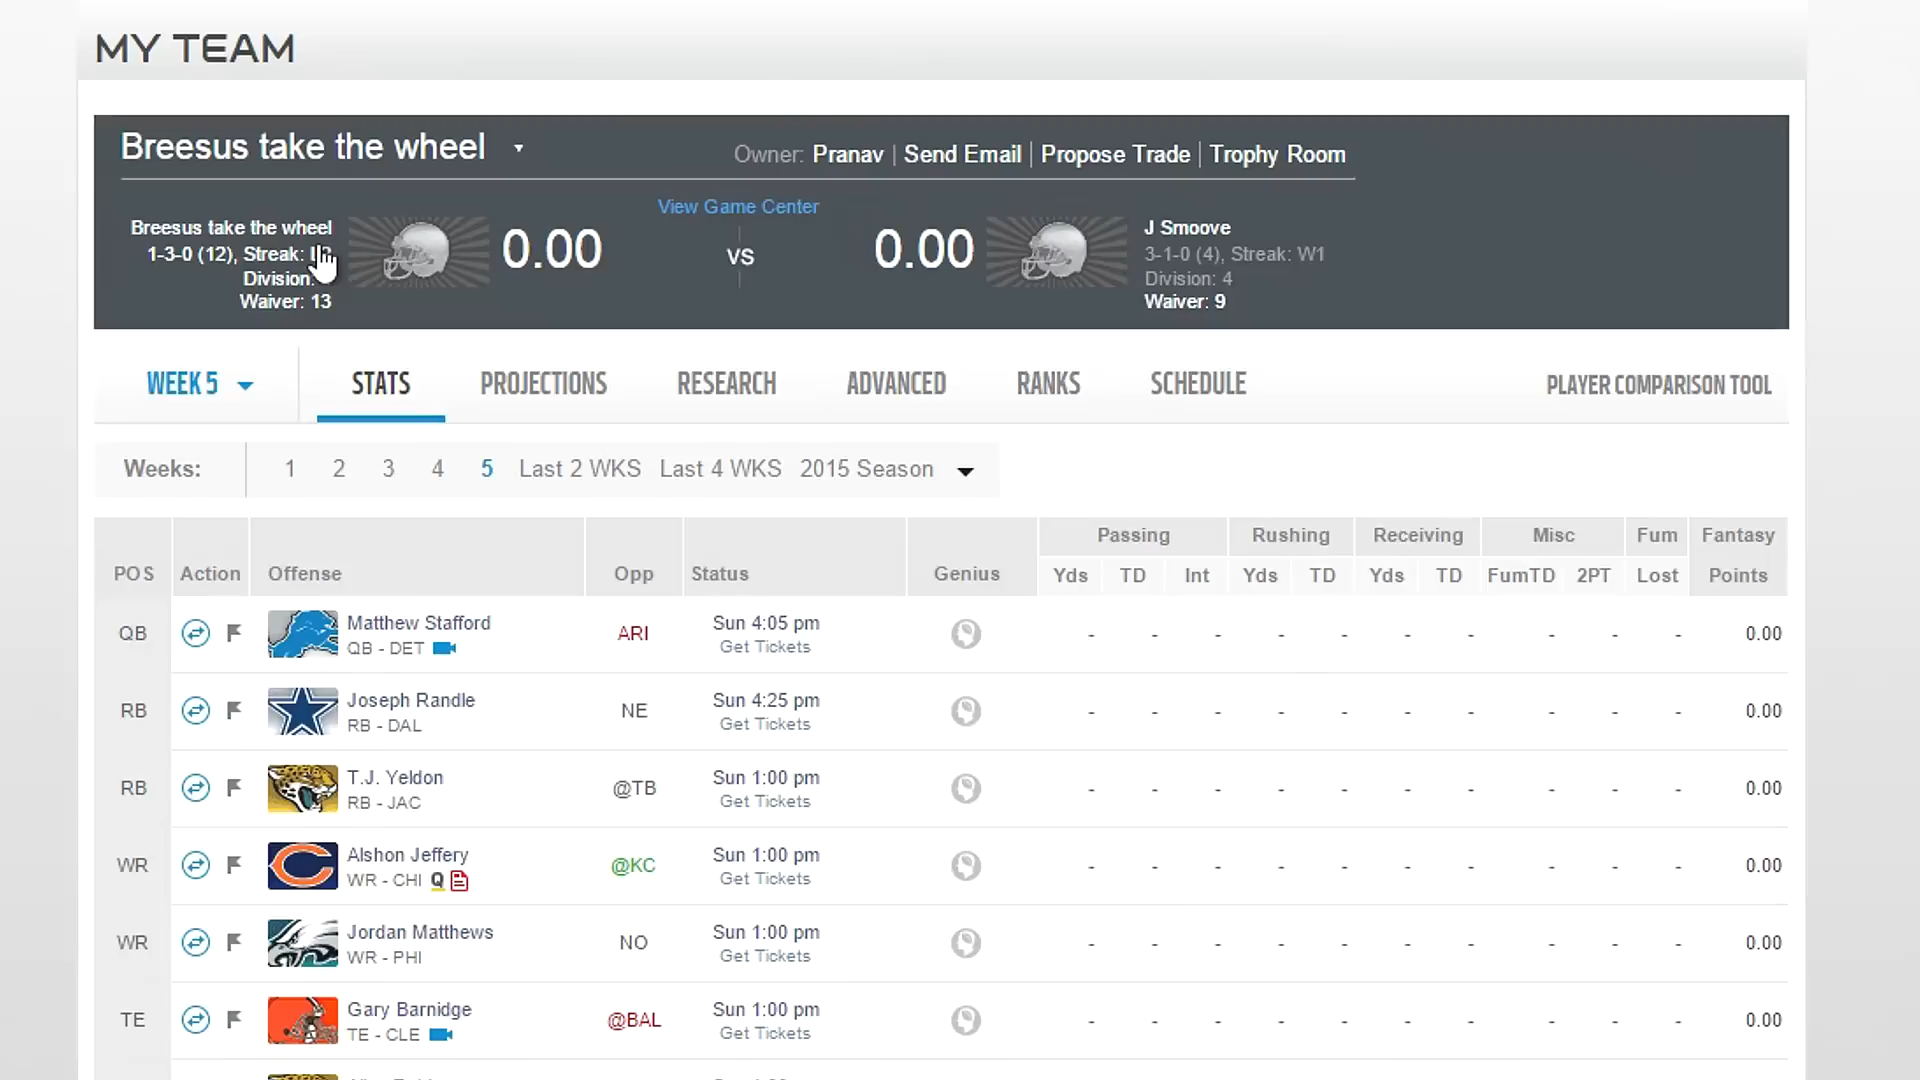 MY TEAM
Breesus take the wheel
Owner: Pranav | Send Email | Propose Trade | Trophy Room
View Game Center
Breesus take the wheel
1-3-0 (12), Streak:
Division:
Waiver: 13
0.00
VS
0.00
J Smoove
3-1-0 (4), Streak: W1
Division: 4
Waiver: 9
WEEK 5 STATS PROJECTIONS RESEARCH ADVANCED RANKS SCHEDULE PLAYER COMPARISON TOOL
Weeks: 1 2 3 4 5 Last 2 WKS Last 4 WKS 2015 Season
Passing Rushing Receiving Misc Fum Fantasy
POS Action Offense Opp Status Genius Yds TD Int Yds TD Yds TD FumTD 2PT Lost Points
QB Matthew Stafford ARI Sun 4:05 pm - - - - - - - - - - 0.00
QB - DET Get Tickets
RB Joseph Randle NE Sun 4:25 pm - - - - - - - - - - 0.00
RB - DAL Get Tickets
RB T.J. Yeldon @TB Sun 1:00 pm - - - - - - - - - - 0.00
RB - JAC Get Tickets
WR Alshon Jeffery @KC Sun 1:00 pm - - - - - - - - - - 0.00
WR - CHI Q Get Tickets
WR Jordan Matthews NO Sun 1:00 pm - - - - - - - - - - 0.00
WR - PHI Get Tickets
TE Gary Barnidge @BAL Sun 1:00 pm - - - - - - - - - - 0.00
TE - CLE Get Tickets